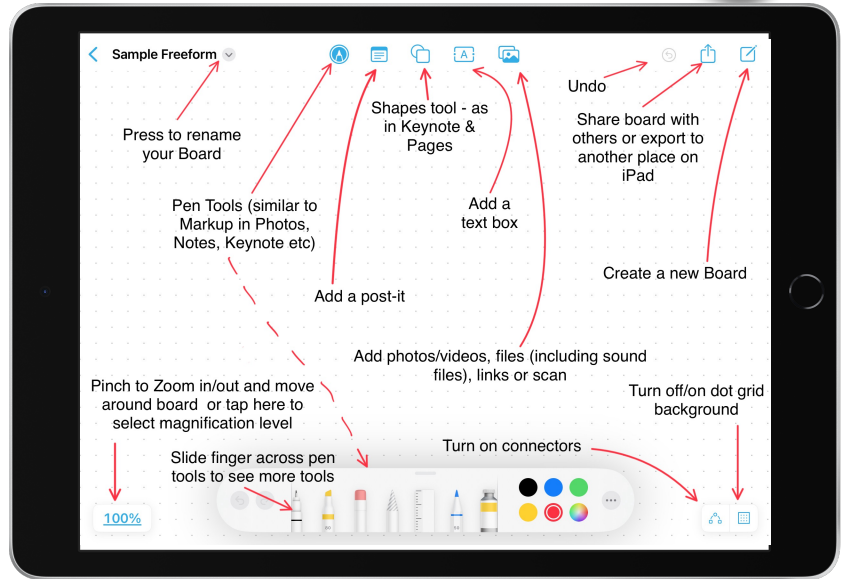 Sample Freeform
A
Undo
Shapes tool - as
in Keynote &
Pages
Press to rename
your Board
Share board with
others or export to
another place on
iPad
Pen Tools (similar to
Markup in Photos,
Notes, Keynote etc)
Add a
text box
Create a new Board
Add a post-it
Add photos/videos, files (including sound
files), links or scan
Pinch to Zoom in/out and move
around board or tap here to
select magnification level
Turn off/on dot grid
background
Turn on connectors
Slide finger across pen
tools to see more tools
100%